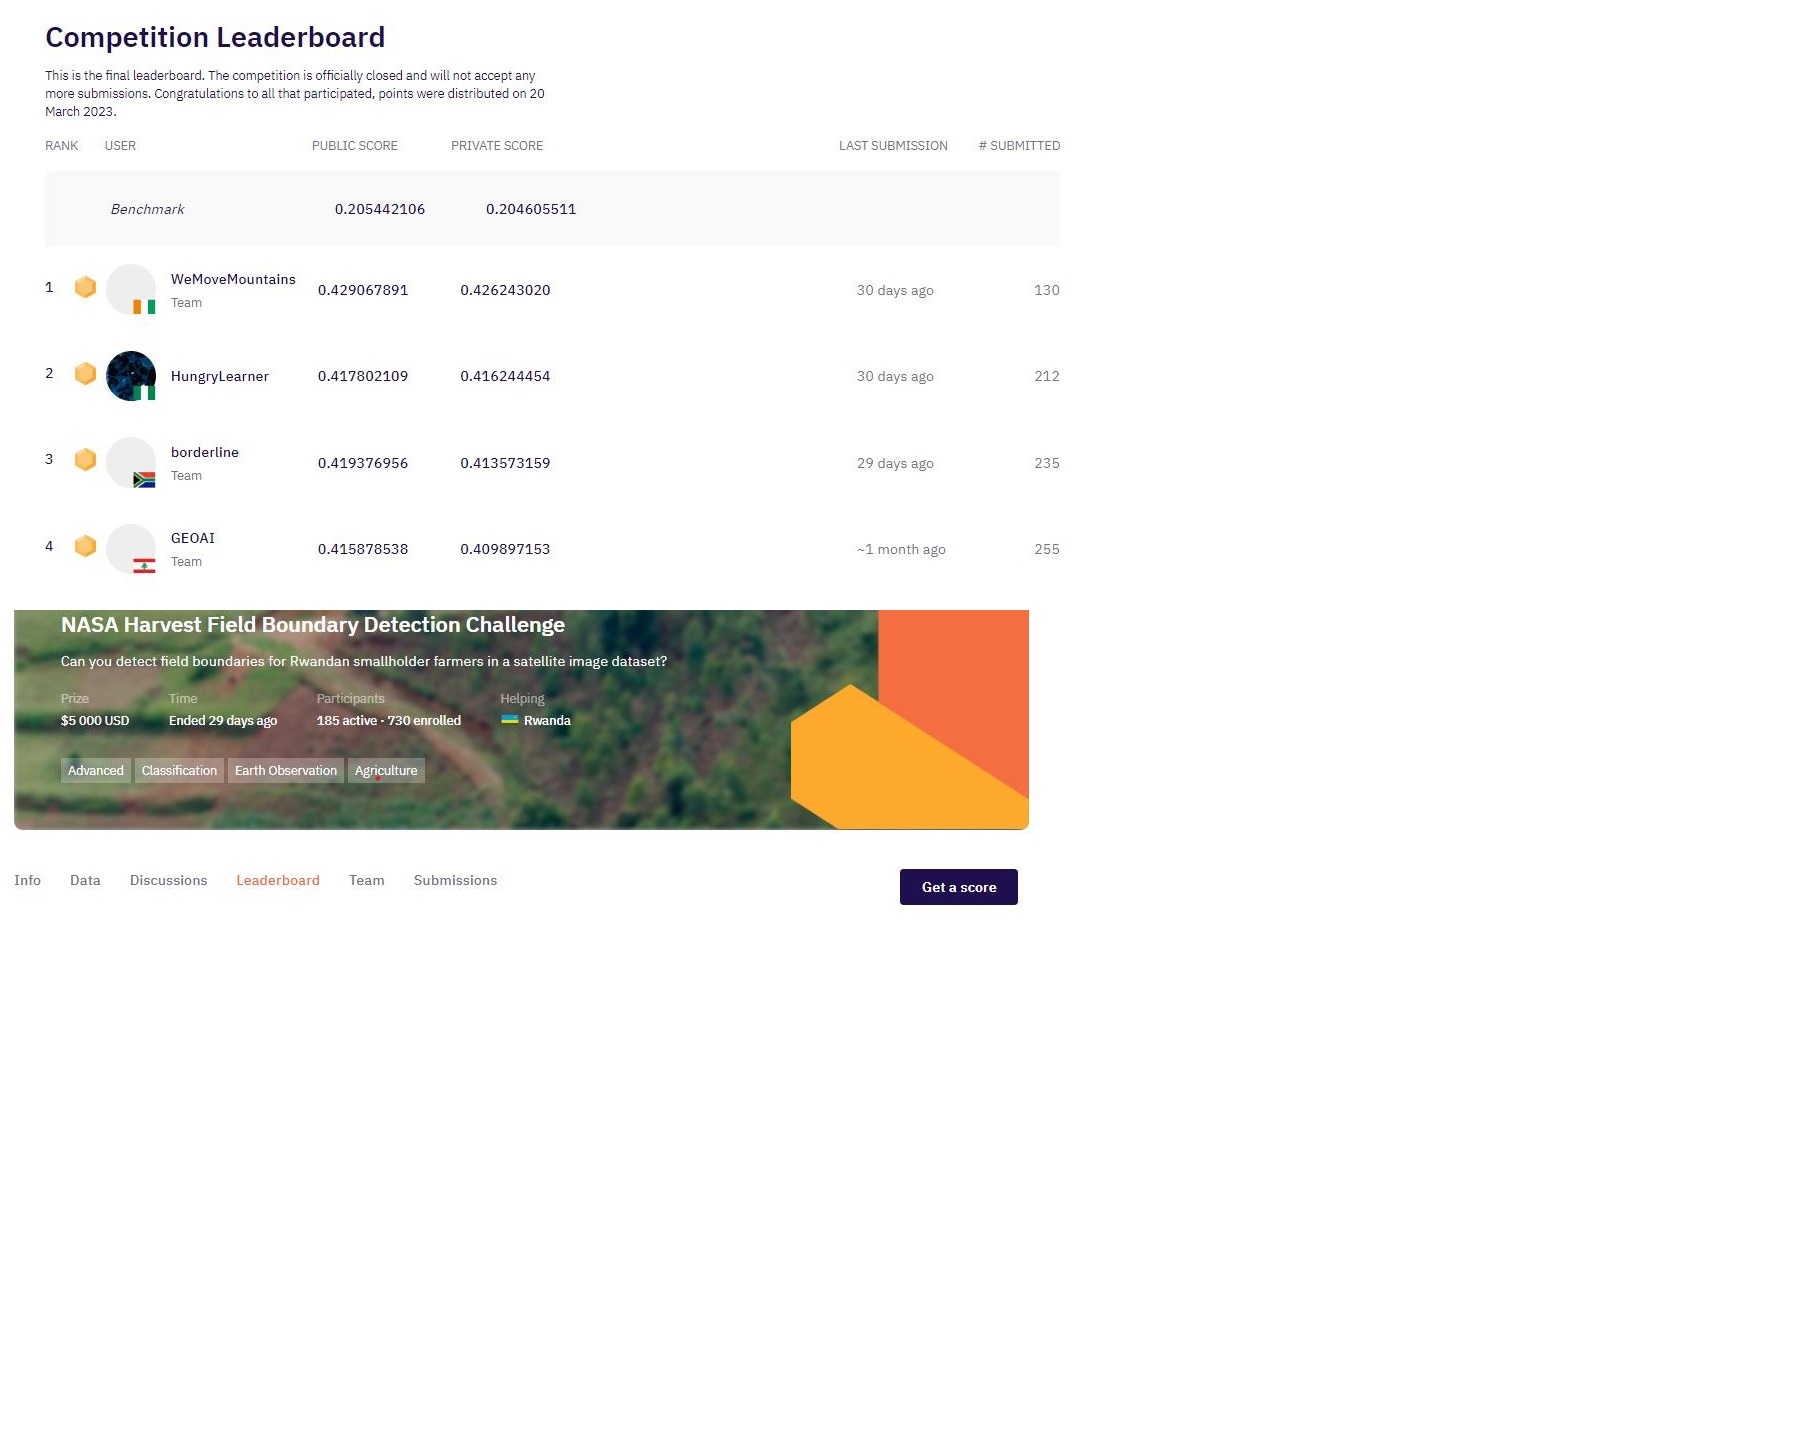 Competition Leaderboard
This is the final leaderboard. The competition is officially closed and will not accept any
more submissions. Congratulations to all that participated, points were distributed on 20
March 2023.
RANK USER PUBLIC SCORE PRIVATE SCORE LAST SUBMISSION # SUBMITTED
Benchmark 0.205442106 0.204605511
1 WeMoveMountains Team 0.429067891 0.426243020 30 days ago 130
2 HungryLearner 0.417802109 0.416244454 30 days ago 212
3 borderline Team 0.419376956 0.413573159 29 days ago 235
4 GEOAI Team 0.415878538 0.409897153 ~1 month ago 255
NASA Harvest Field Boundary Detection Challenge
Can you detect field boundaries for Rwandan smallholder farmers in a satellite image dataset?
Prize Time Participants Helping
$5 000 USD Ended 29 days ago 185 active · 730 enrolled Rwanda
Advanced Classification Earth Observation Agriculture
Info Data Discussions Leaderboard Team Submissions Get a score